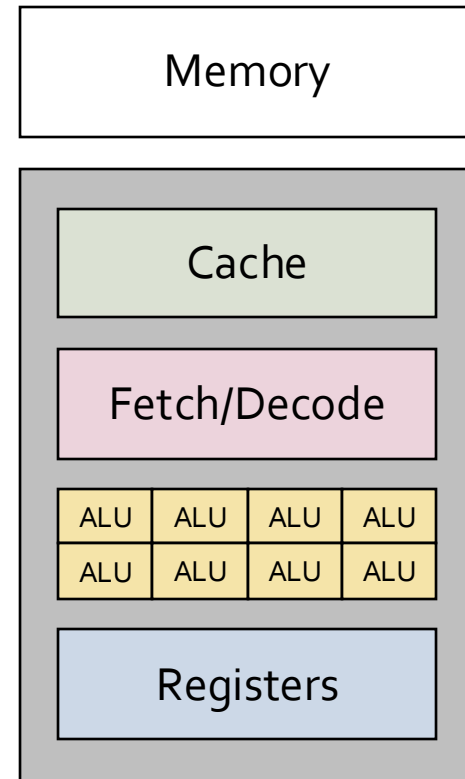 Memory
Cache
Fetch/Decode
ALU ALU ALU ALU
ALU ALU ALU ALU
Registers